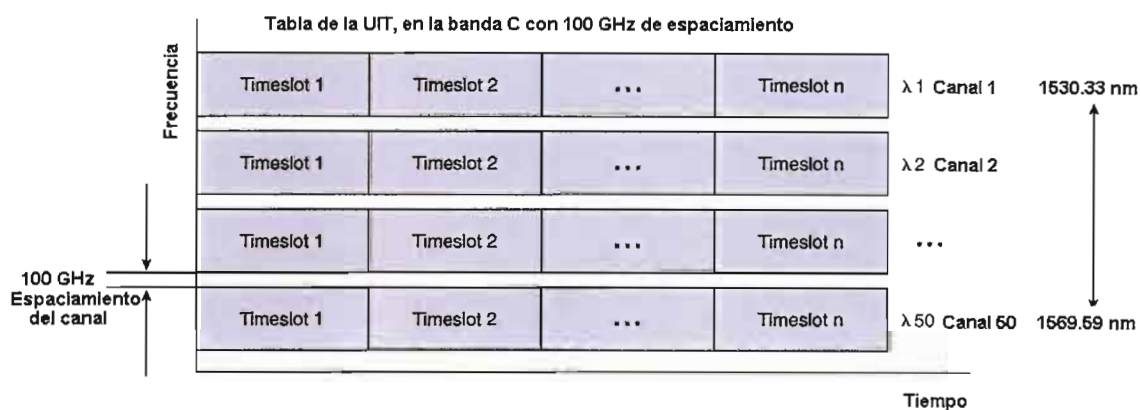 Tabla de la UIT, en la banda C con 100 GHz de espaciamiento
Frecuencia
Timeslot 1 Timeslot 2 ... Timeslot n λ1 Canal 1 1530.33 nm
Timeslot 1 Timeslot 2 ... Timeslot n λ2 Canal 2
Timeslot 1 Timeslot 2 ... Timeslot n ...
100 GHz
Espaciamiento
del canal
Timeslot 1 Timeslot 2 ... Timeslot n λ50 Canal 50 1569.59 nm
Tiempo